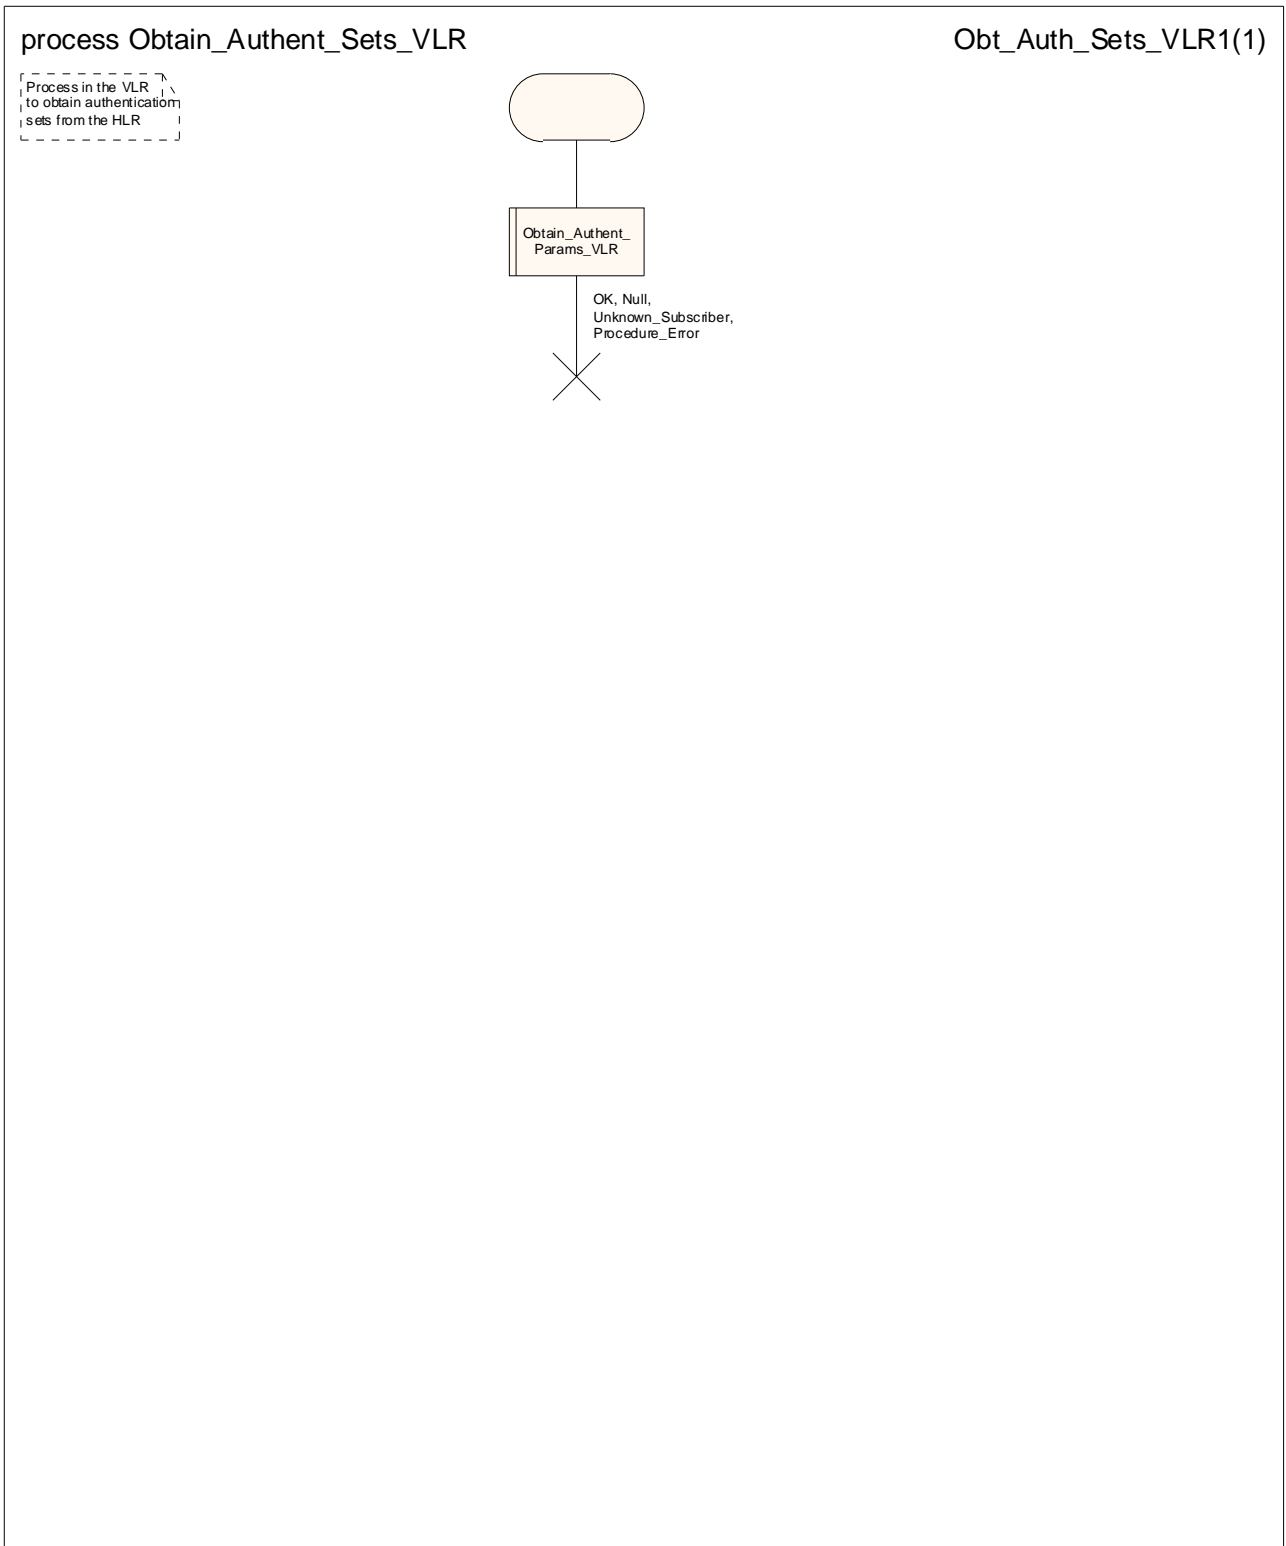 process Obtain_Authent_Sets_VLR
Obt_Auth_Sets_VLR1(1)
Process in the VLR
to obtain authentication
sets from the HLR
Obtain_Authent_
Params_VLR
OK, Null,
Unknown_Subscriber,
Procedure_Error